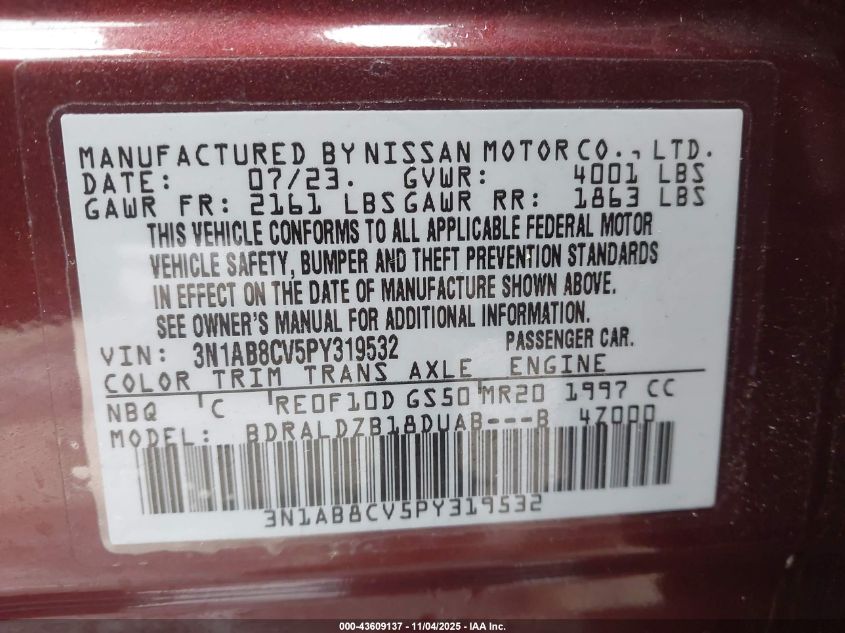 MANUFACTURED BY NISSAN MOTOR CO., LTD.
DATE: 07/23. GVWR: 4001 LBS
GAWR FR: 2161 LBS GAWR RR: 1863 LBS
THIS VEHICLE CONFORMS TO ALL APPLICABLE FEDERAL MOTOR
VEHICLE SAFETY, BUMPER AND THEFT PREVENTION STANDARDS
IN EFFECT ON THE DATE OF MANUFACTURE SHOWN ABOVE.
SEE OWNER'S MANUAL FOR ADDITIONAL INFORMATION.
VIN: 3N1AB8CV5PY319532 PASSENGER CAR.
COLOR TRIM TRANS AXLE ENGINE
NBQ C RE0F10D GS50 MR20 1997 CC
MODEL: BDRALDZB18DUAB---B 4Z000
3N1AB8CV5PY319532
000-43609137 - 11/04/2025 - IAA Inc.